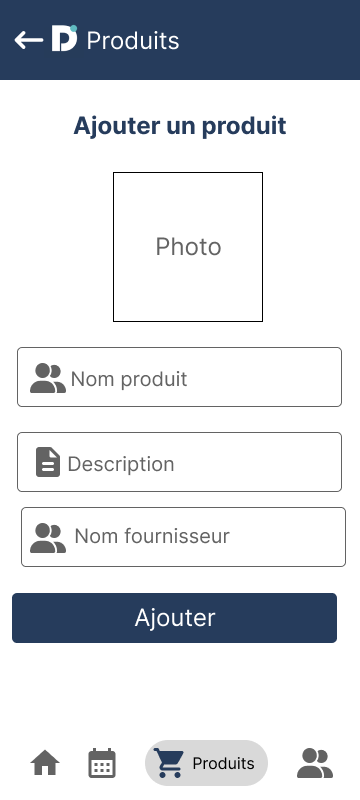 D Produits
Ajouter un produit
Photo
Nom produit
Description
Nom fournisseur
Ajouter
Produits